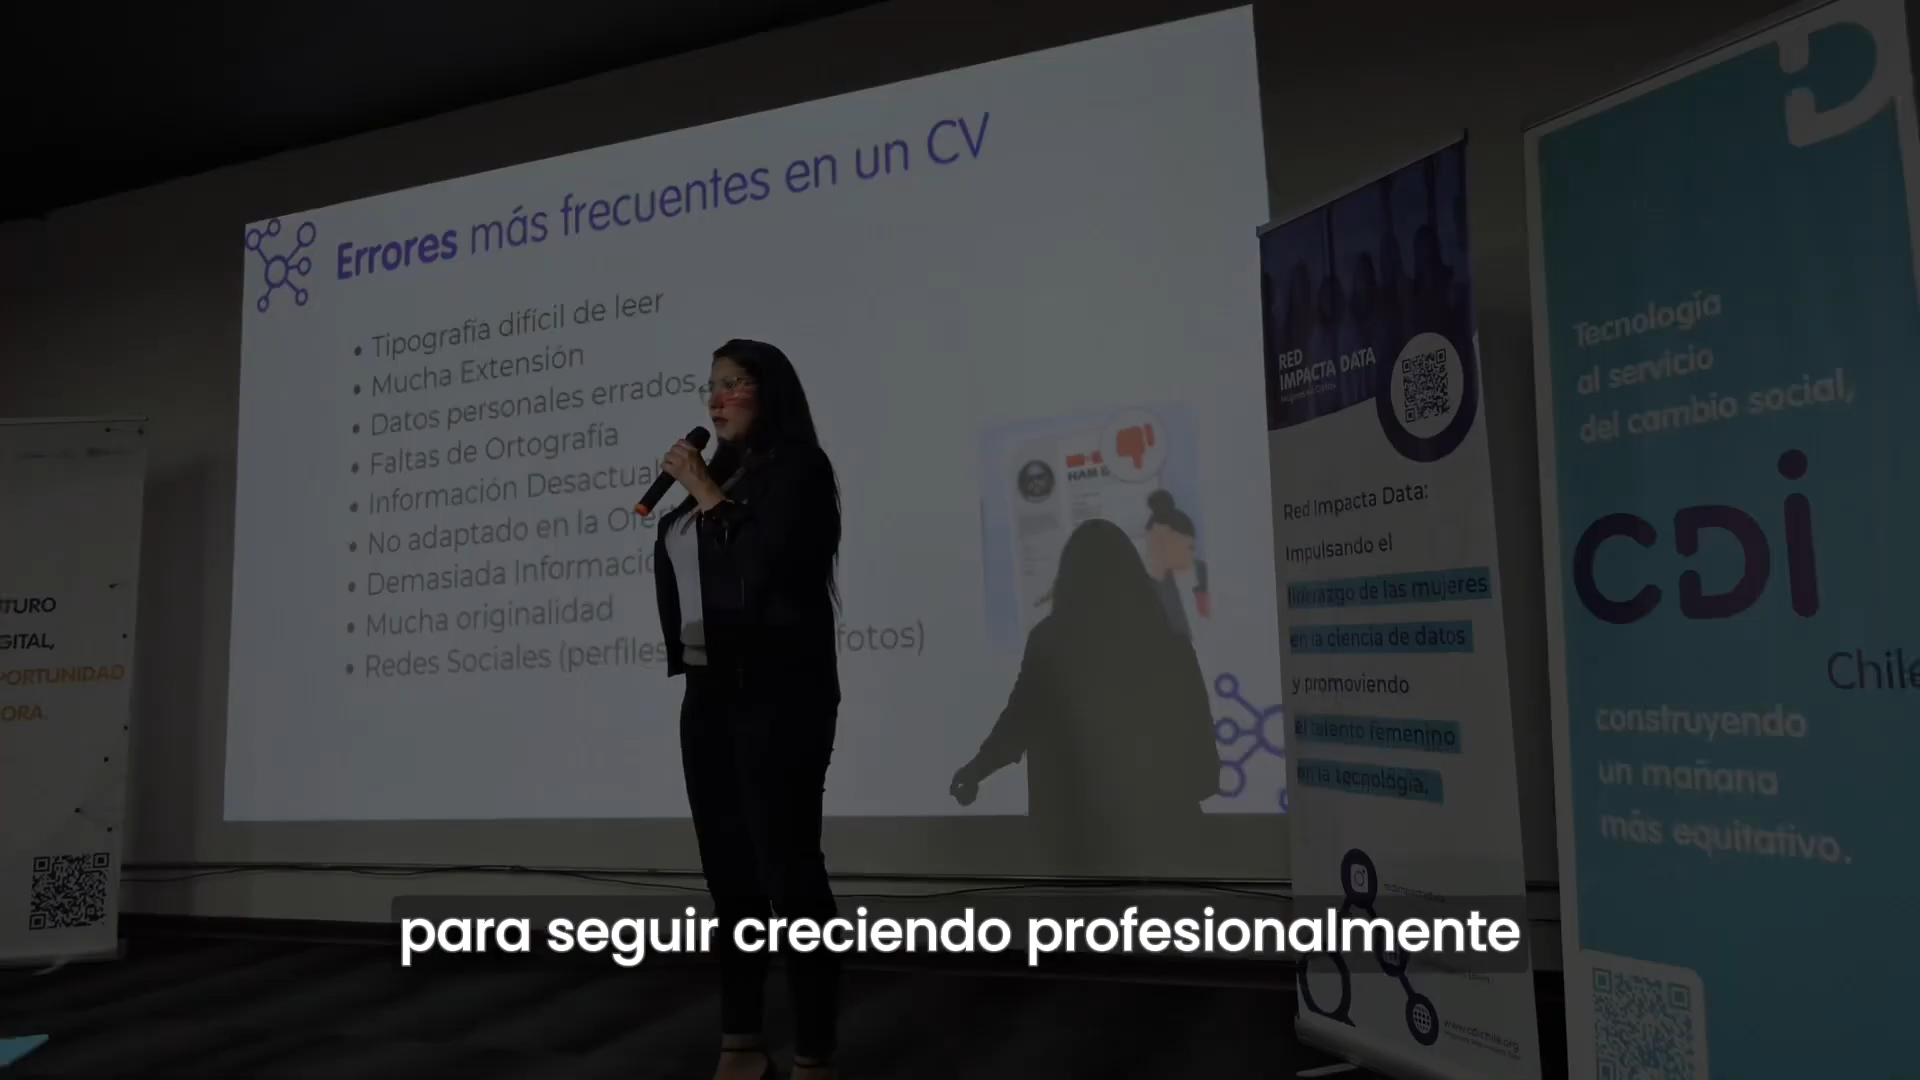 Errores más frecuentes en un CV
• Tipografía difícil de leer
• Mucha Extensión
• Datos personales errados
• Faltas de Ortografía
• Información Desactual
• No adaptado en la Ofert
• Demasiada Informació
• Mucha originalidad
• Redes Sociales (perfiles fotos)
TURO
GITAL,
PORTUNIDAD
ORA.
RED
IMPACTA DATA
Red Impacta Data:
Impulsando el
liderazgo de las mujeres
en la ciencia de datos
y promoviendo
el talento femenino
en la tecnología.
www.cdichile.org
Tecnología
al servicio
del cambio social,
CDI
Chile
construyendo
un mañana
más equitativo.
para seguir creciendo profesionalmente